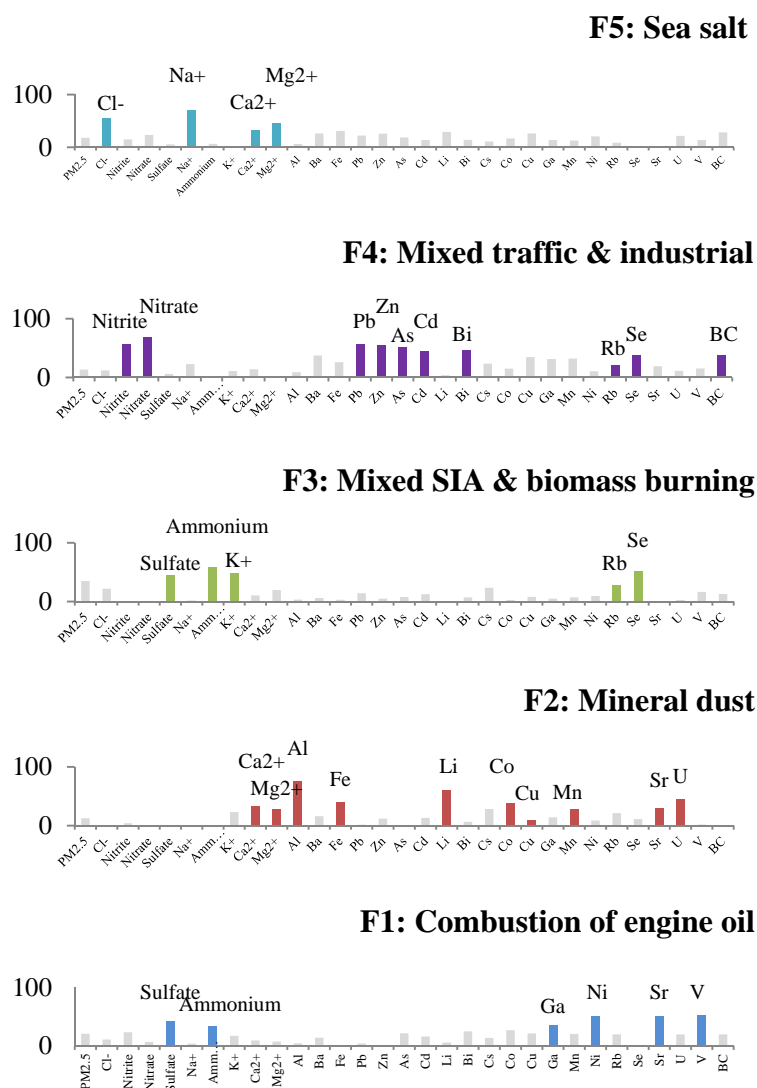 F5: Sea salt
Na+ Mg2+
Cl- Ca2+
100
0
PM2.5 Cl- Nitrite Nitrate Sulfate Na+ Ammonium K+ Ca2+ Mg2+ Al Ba Fe Pb Zn As Cd Li Bi Cs Co Cu Ga Mn Ni Rb Se Sr U V BC
F4: Mixed traffic & industrial
Nitrate Zn
Nitrite Pb As Cd Bi Rb Se BC
100
0
PM2.5 Cl- Nitrite Nitrate Sulfate Na+ Amm… K+ Ca2+ Mg2+ Al Ba Fe Pb Zn As Cd Li Bi Cs Co Cu Ga Mn Ni Rb Se Sr U V BC
F3: Mixed SIA & biomass burning
Ammonium Se
Sulfate K+ Rb
100
0
PM2.5 Cl- Nitrite Nitrate Sulfate Na+ Amm… K+ Ca2+ Mg2+ Al Ba Fe Pb Zn As Cd Li Bi Cs Co Cu Ga Mn Ni Rb Se Sr U V BC
F2: Mineral dust
Ca2+ Al Li Co
Mg2+ Fe Cu Mn Sr U
100
0
PM2.5 Cl- Nitrite Nitrate Sulfate Na+ Amm… K+ Ca2+ Mg2+ Al Ba Fe Pb Zn As Cd Li Bi Cs Co Cu Ga Mn Ni Rb Se Sr U V BC
F1: Combustion of engine oil
Sulfate Ni Sr V
Ammonium Ga
100
0
PM2.5 Cl- Nitrite Nitrate Sulfate Na+ Amm… K+ Ca2+ Mg2+ Al Ba Fe Pb Zn As Cd Li Bi Cs Co Cu Ga Mn Ni Rb Se Sr U V BC